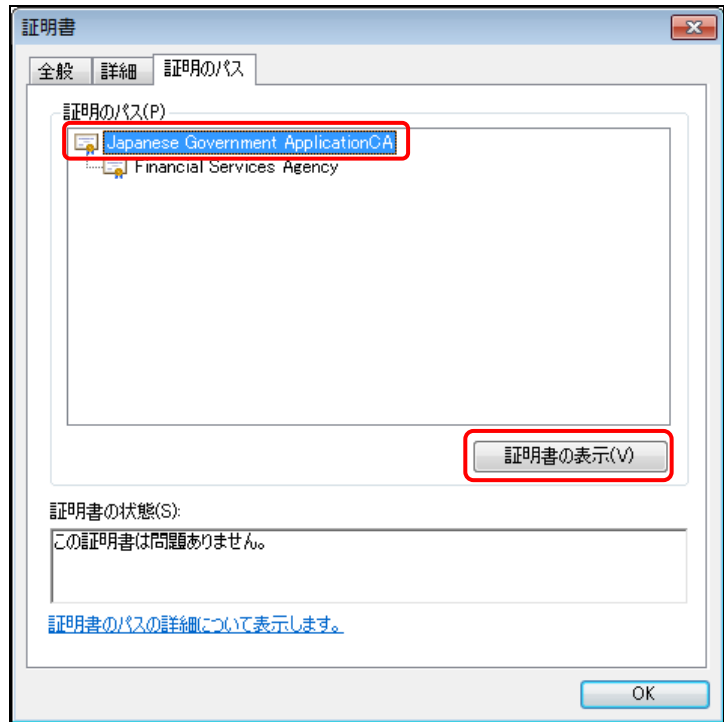 証明書
全般 詳細 証明のパス
証明のパス(P)
Japanese Government ApplicationCA
Financial Services Agency
証明書の表示(V)
証明書の状態(S):
この証明書は問題ありません。
証明書のパスの詳細について表示します。
OK